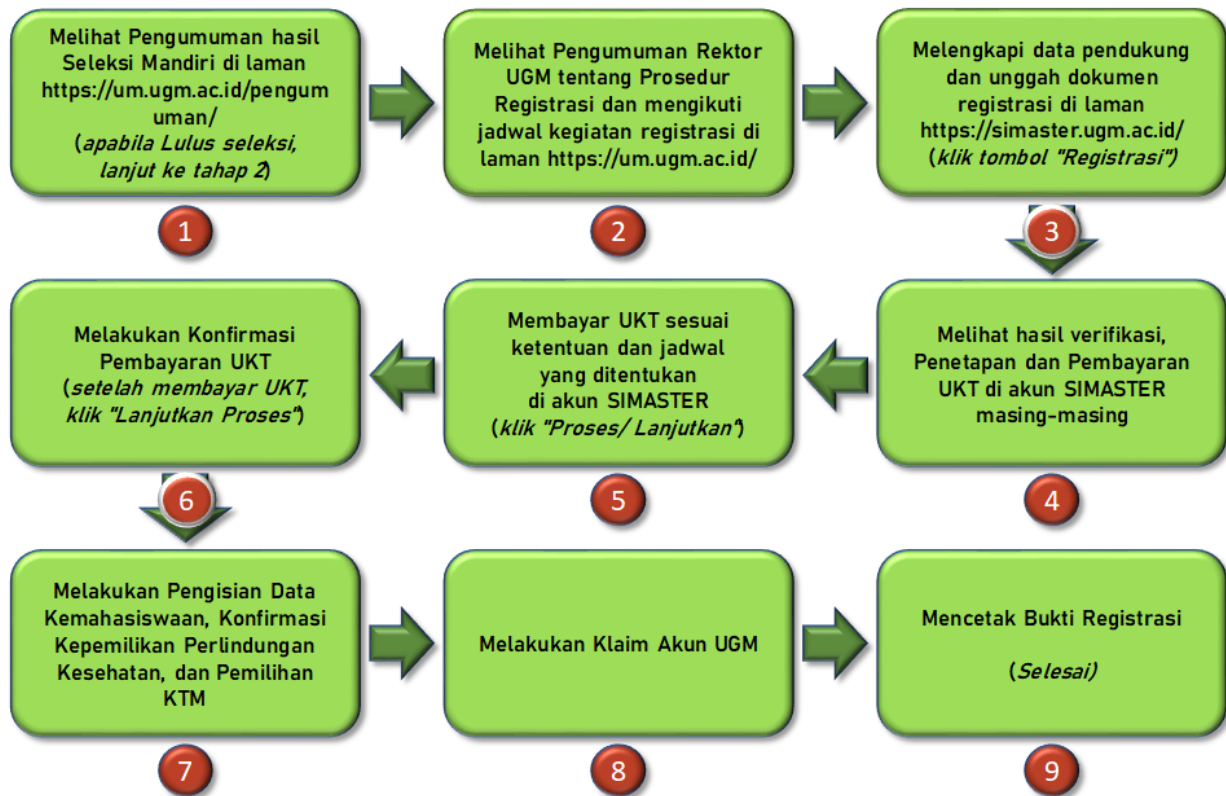 Melihat Pengumuman hasil
Seleksi Mandiri di laman
https://um.ugm.ac.id/pengum
uman/
(apabila Lulus seleksi,
lanjut ke tahap 2)
1
Melihat Pengumuman Rektor
UGM tentang Prosedur
Registrasi dan mengikuti
jadwal kegiatan registrasi di
laman https://um.ugm.ac.id/
2
Melengkapi data pendukung
dan unggah dokumen
registrasi di laman
https://simaster.ugm.ac.id/
(klik tombol "Registrasi")
3
Melihat hasil verifikasi,
Penetapan dan Pembayaran
UKT di akun SIMASTER
masing-masing
4
Membayar UKT sesuai
ketentuan dan jadwal
yang ditentukan
di akun SIMASTER
(klik "Proses/ Lanjutkan")
5
Melakukan Konfirmasi
Pembayaran UKT
(setelah membayar UKT,
klik "Lanjutkan Proses")
6
Melakukan Pengisian Data
Kemahasiswaan, Konfirmasi
Kepemilikan Perlindungan
Kesehatan, dan Pemilihan
KTM
7
Melakukan Klaim Akun UGM
8
Mencetak Bukti Registrasi
(Selesai)
9